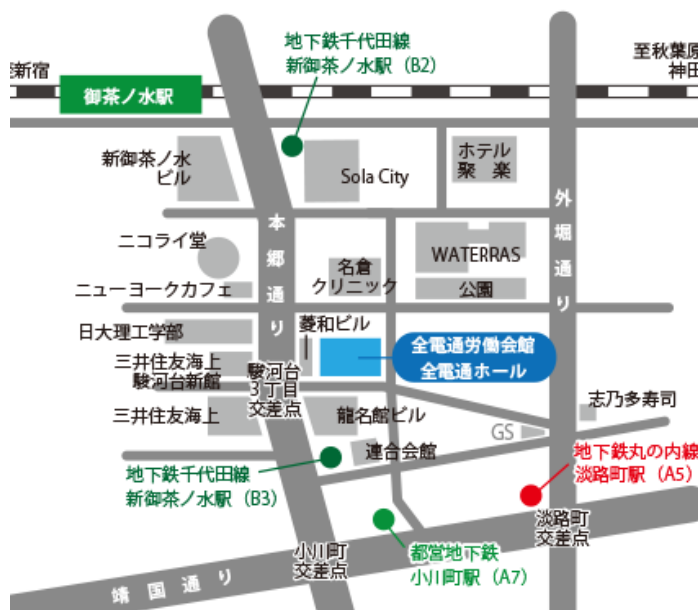 地下鉄千代田線
新御茶ノ水駅（B2）
至秋葉原
神田
新宿
御茶ノ水駅
新御茶ノ水
ビル
Sola City
ホテル
聚楽
外堀通り
本郷通り
ニコライ堂
WATERRAS
名倉
クリニック
ニューヨークカフェ
公園
菱和ビル
日大理工学部
全電通労働会館
全電通ホール
三井住友海上
駿河台新館
駿河台
3丁目
交差点
志乃多寿司
三井住友海上
龍名館ビル
GS
連合会館
地下鉄丸の内線
淡路町駅（A5）
地下鉄千代田線
新御茶ノ水駅（B3）
淡路町
交差点
小川町
交差点
都営地下鉄
小川町駅（A7）
靖国通り